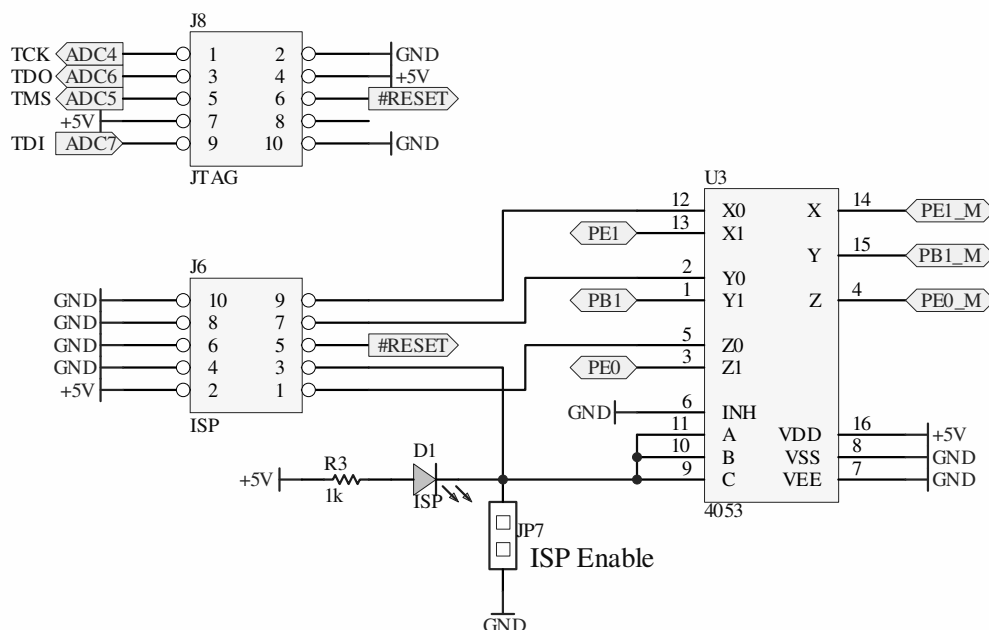 J8
TCK ADC4 1 2 GND
TDO ADC6 3 4 +5V
TMS ADC5 5 6 #RESET
+5V 7 8
TDI ADC7 9 10 GND
JTAG
U3
12 X0 X 14 PE1_M
PE1 13 X1
Y 15 PB1_M
2 Y0
PB1 1 Y1 Z 4 PE0_M
5 Z0
PE0 3 Z1
GND 6 INH
11 A VDD 16 +5V
10 B VSS 8 GND
9 C VEE 7 GND
4053
J6
GND 10 9
GND 8 7
GND 6 5 #RESET
GND 4 3
+5V 2 1
ISP
+5V R3 1k D1 ISP
JP7
ISP Enable
GND